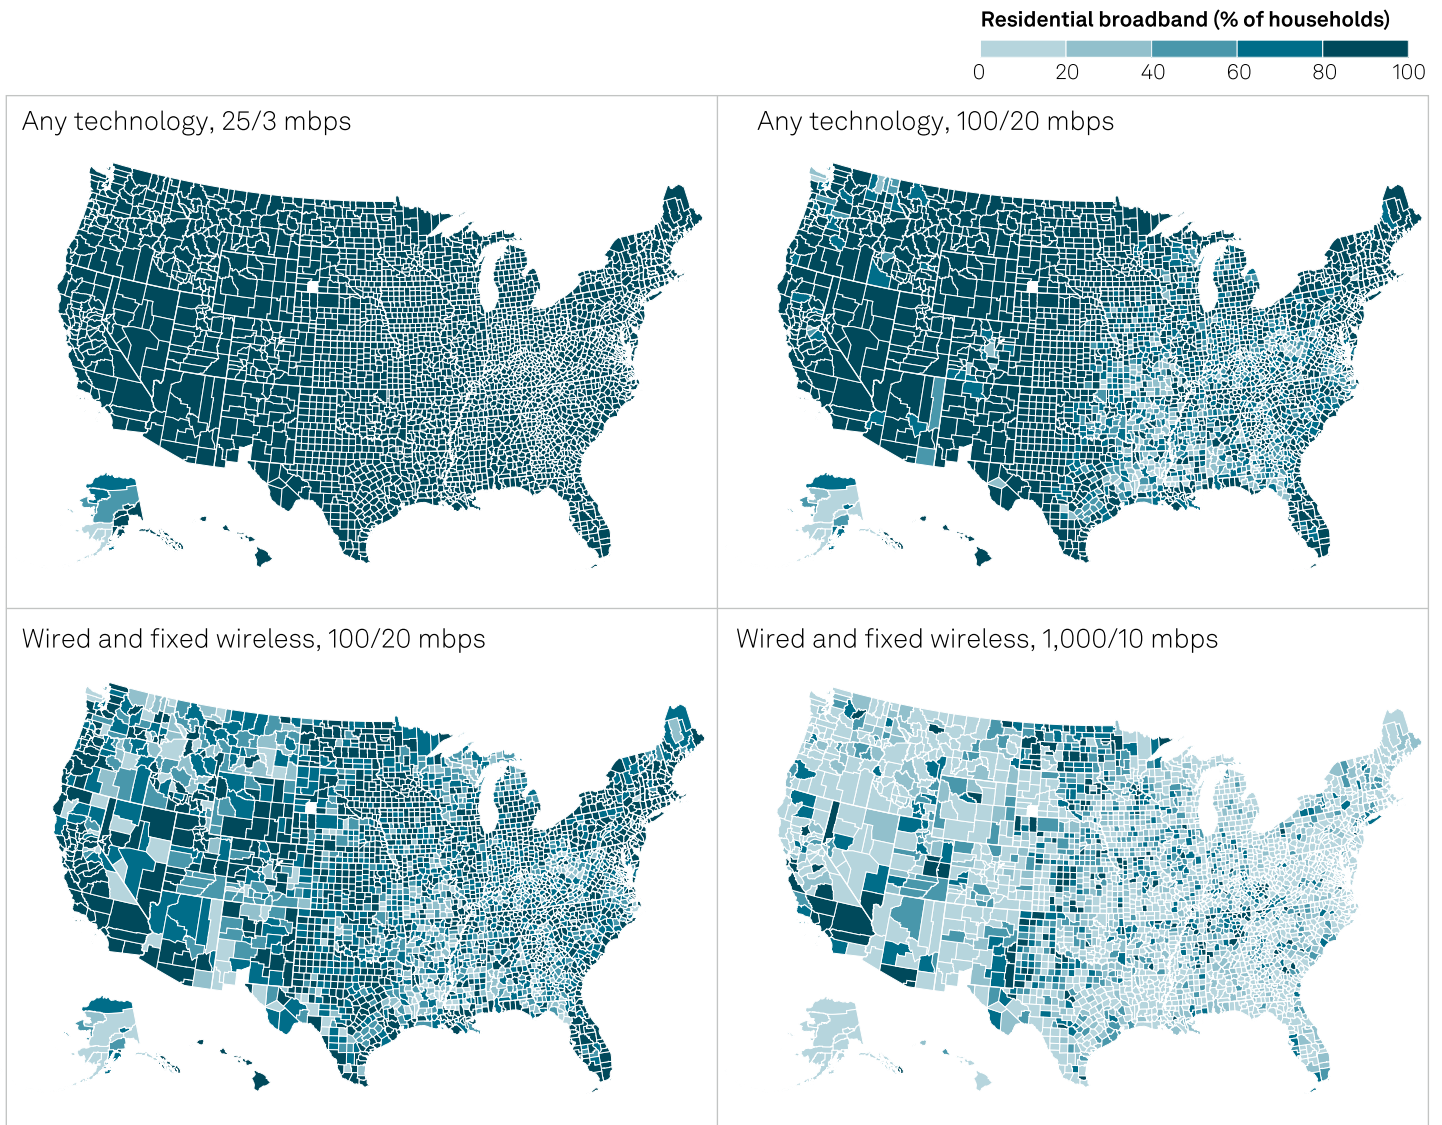 Residential broadband (% of households)
0 20 40 60 80 100
Any technology, 25/3 mbps
Any technology, 100/20 mbps
Wired and fixed wireless, 100/20 mbps
Wired and fixed wireless, 1,000/10 mbps